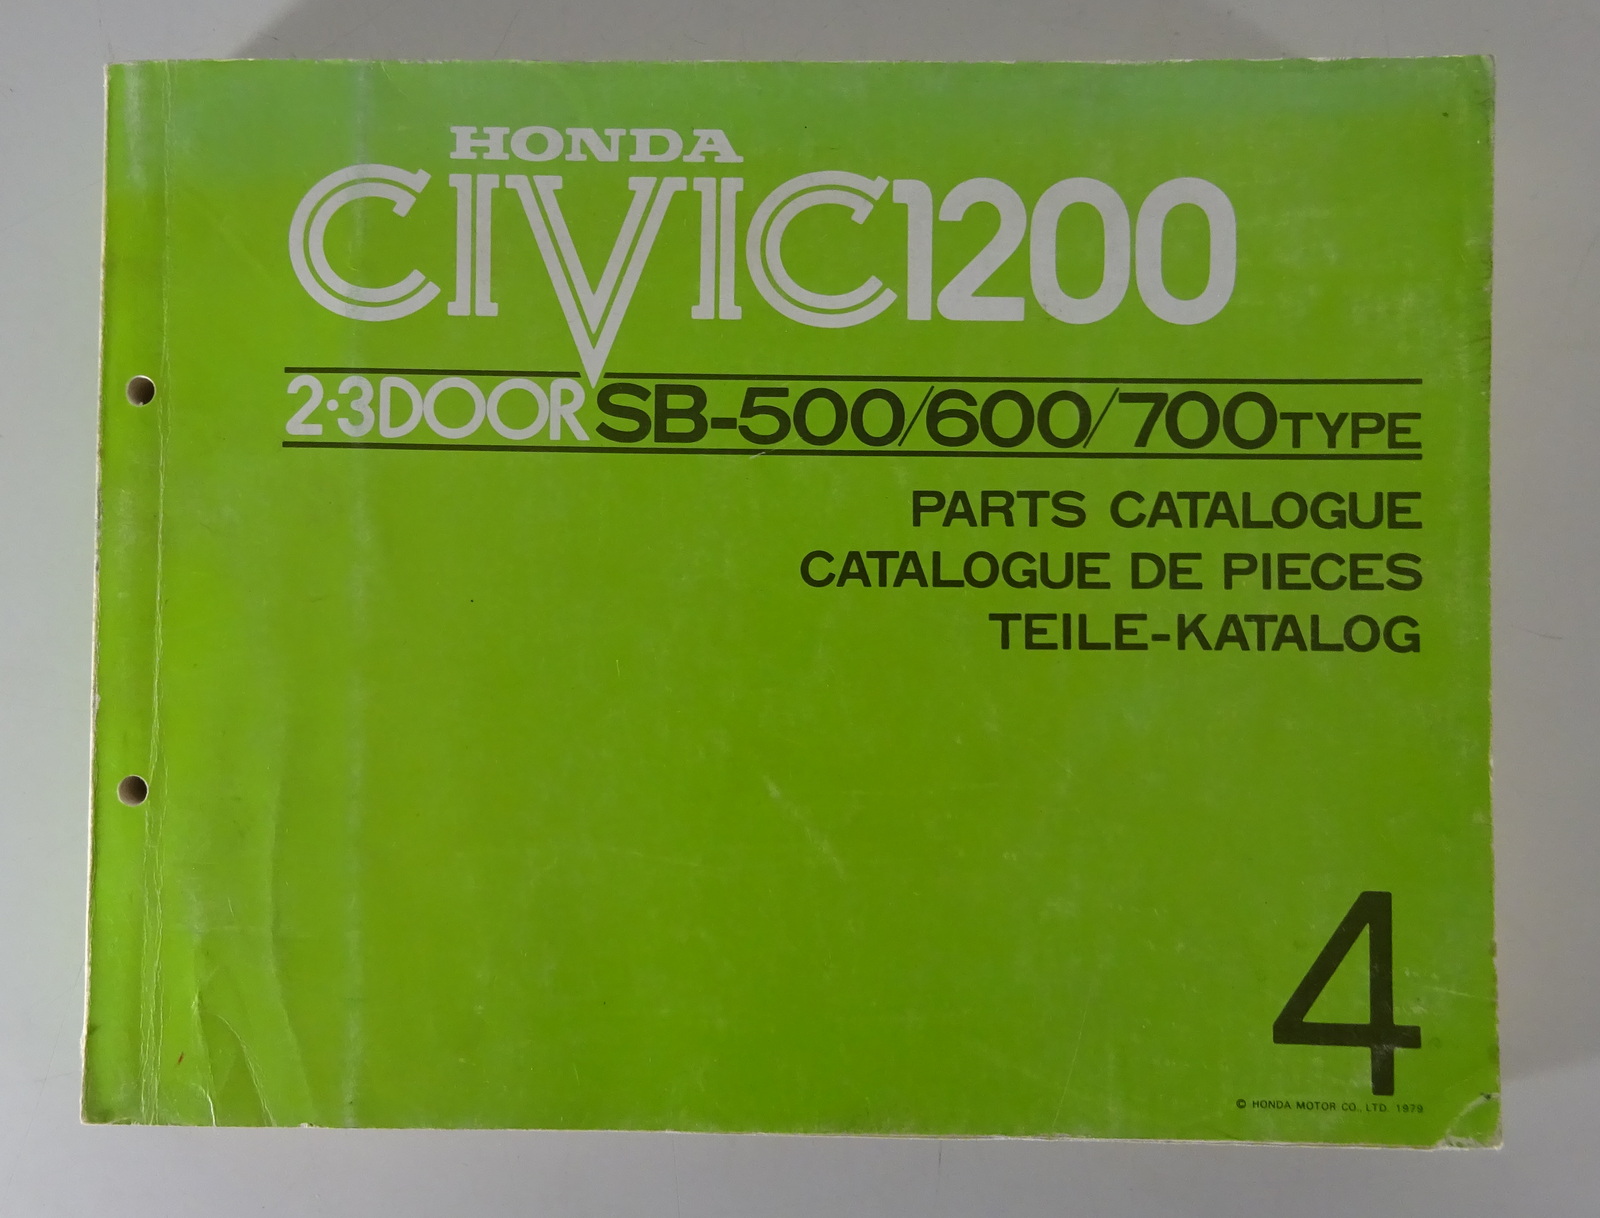 HONDA
CIVIC1200
2·3DOOR SB-500/600/700TYPE
PARTS CATALOGUE
CATALOGUE DE PIECES
TEILE-KATALOG
4
© HONDA MOTOR CO., LTD. 1979